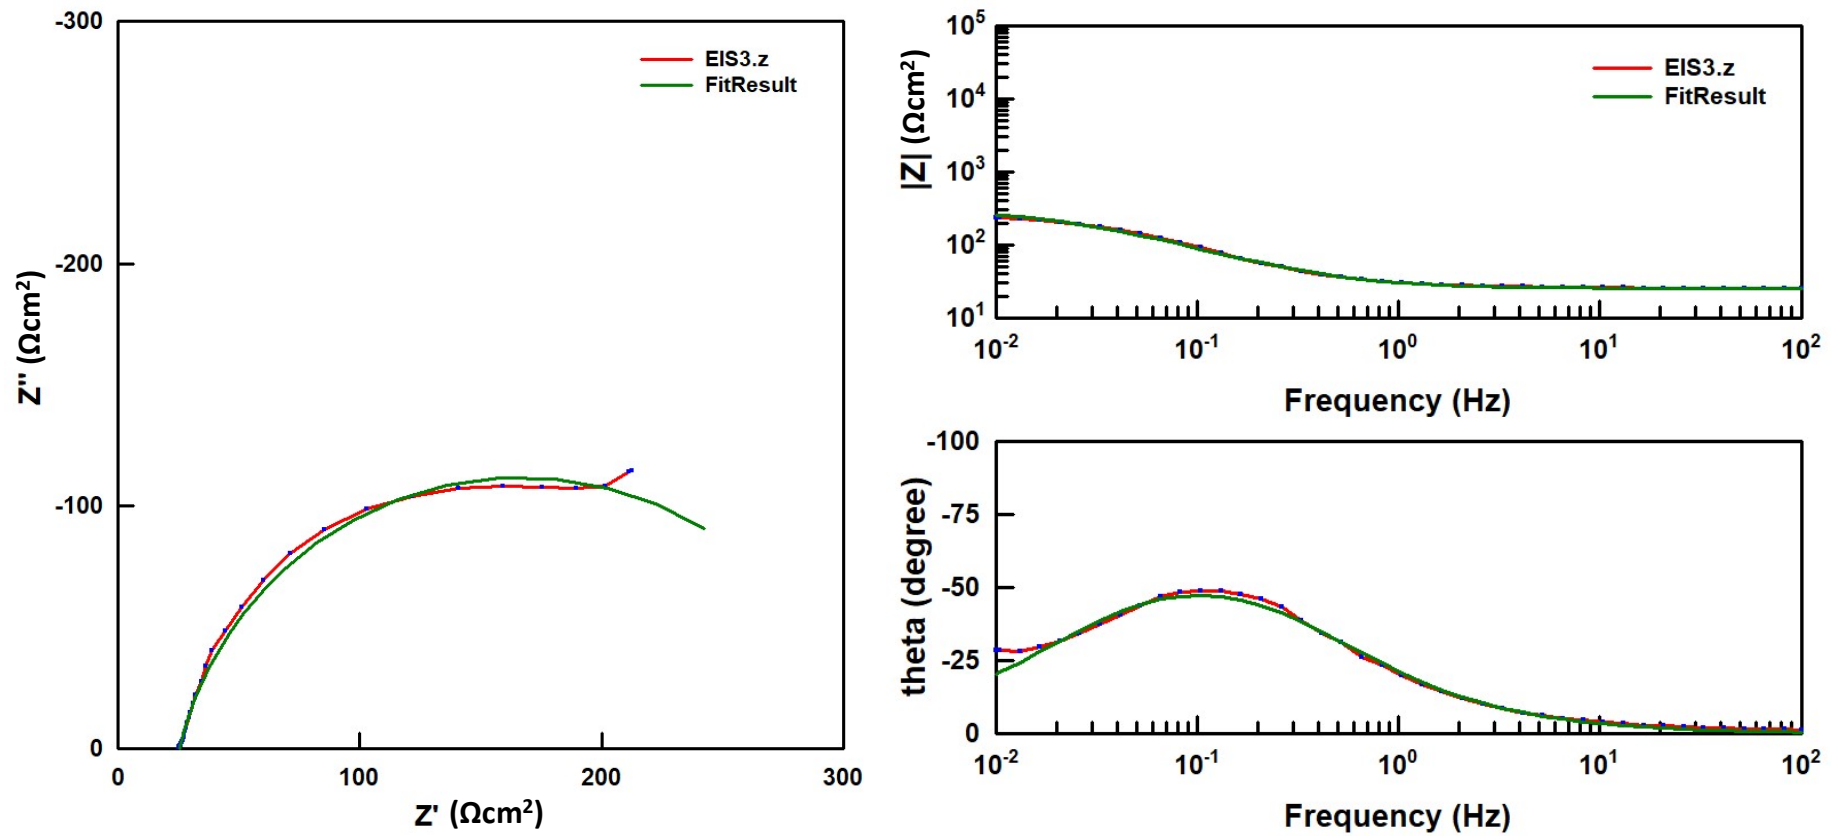 -300
-200
-100
0
0
100
200
300
Z'' (Ωcm²)
Z' (Ωcm²)
EIS3.z
FitResult
10⁵
10⁴
10³
10²
10¹
|Z| (Ωcm²)
EIS3.z
FitResult
10⁻²
10⁻¹
10⁰
10¹
10²
Frequency (Hz)
-100
-75
-50
-25
0
theta (degree)
10⁻²
10⁻¹
10⁰
10¹
10²
Frequency (Hz)